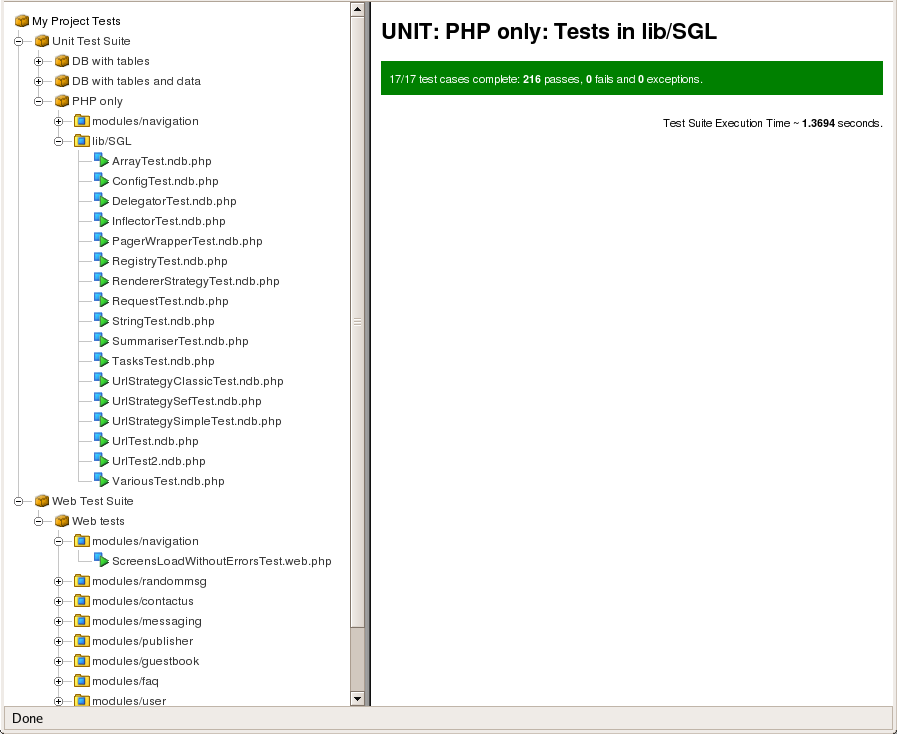 My Project Tests
Unit Test Suite
DB with tables
DB with tables and data
PHP only
modules/navigation
lib/SGL
ArrayTest.ndb.php
ConfigTest.ndb.php
DelegatorTest.ndb.php
InflectorTest.ndb.php
PagerWrapperTest.ndb.php
RegistryTest.ndb.php
RendererStrategyTest.ndb.php
RequestTest.ndb.php
StringTest.ndb.php
SummariserTest.ndb.php
TasksTest.ndb.php
UrlStrategyClassicTest.ndb.php
UrlStrategySefTest.ndb.php
UrlStrategySimpleTest.ndb.php
UrlTest.ndb.php
UrlTest2.ndb.php
VariousTest.ndb.php
Web Test Suite
Web tests
modules/navigation
ScreensLoadWithoutErrorsTest.web.php
modules/randommsg
modules/contactus
modules/messaging
modules/publisher
modules/guestbook
modules/faq
modules/user
UNIT: PHP only: Tests in lib/SGL
17/17 test cases complete: 216 passes, 0 fails and 0 exceptions.
Test Suite Execution Time ~ 1.3694 seconds.
Done